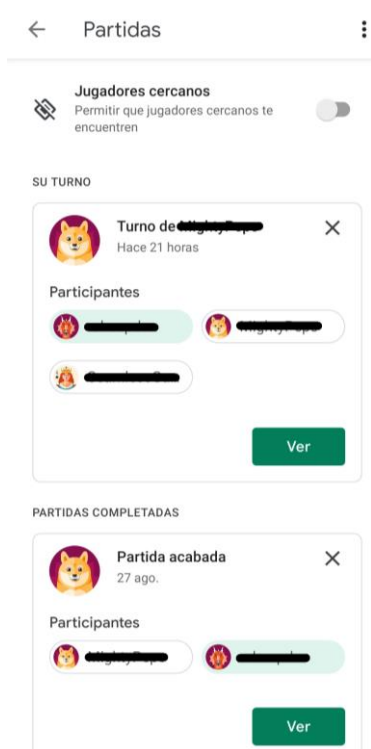 Partidas
Jugadores cercanos
Permitir que jugadores cercanos te
encuentren
SU TURNO
Turno de
Hace 21 horas
Participantes
Ver
PARTIDAS COMPLETADAS
Partida acabada
27 ago.
Participantes
Ver